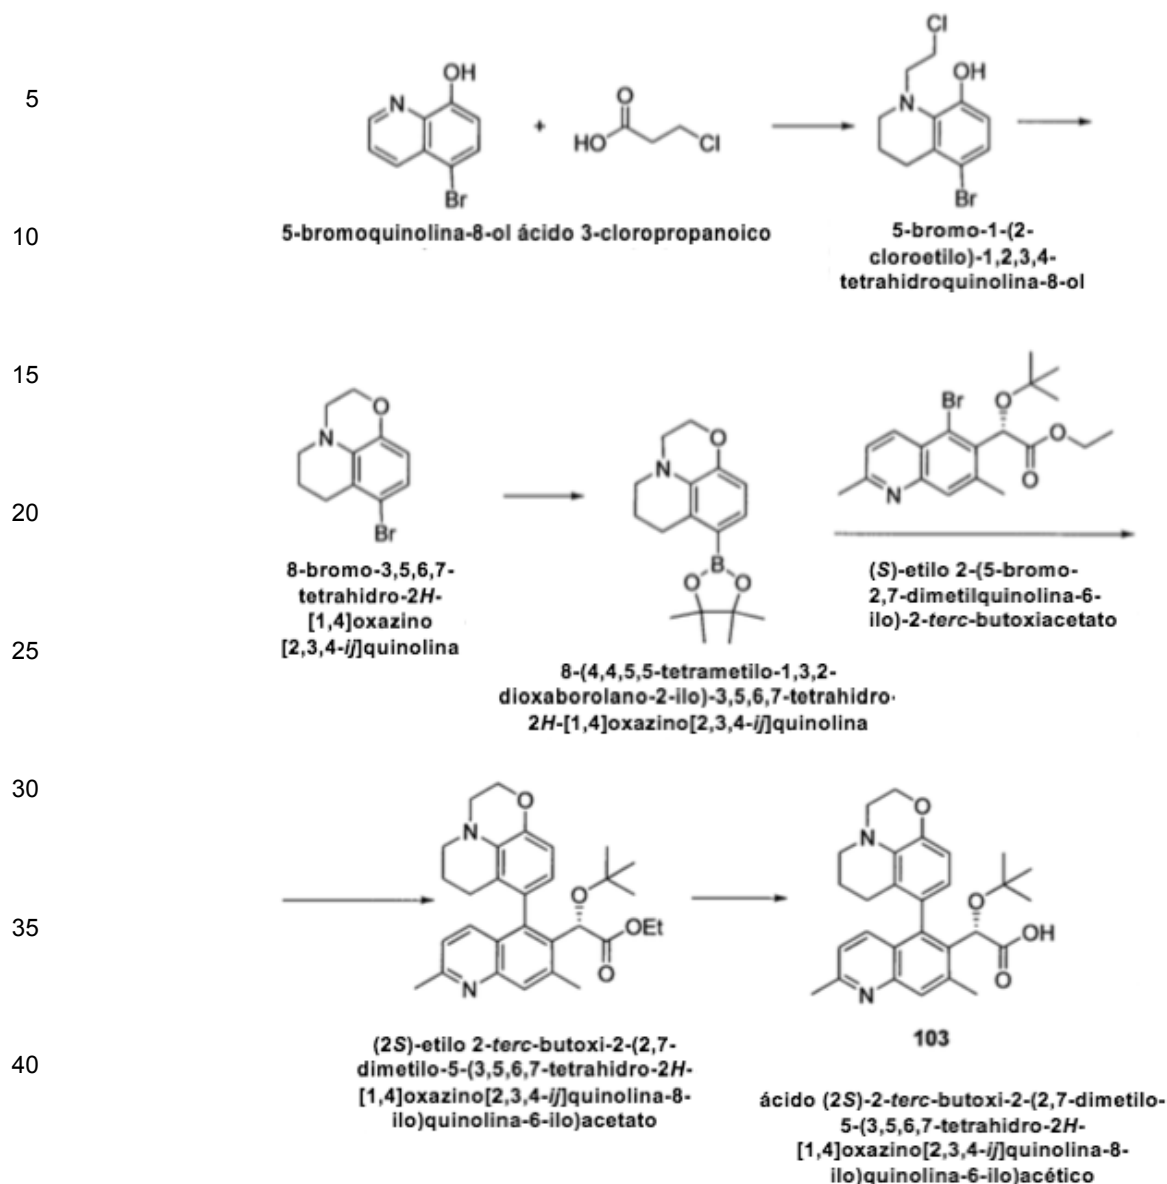 Cl
5
OH
N
O
+
HO
Cl
Br
N
OH
Br
5-bromoquinolina-8-ol ácido 3-cloropropanoico
10
5-bromo-1-(2-
cloroetilo)-1,2,3,4-
tetrahidroquinolina-8-ol
15
O
N
Br
8-bromo-3,5,6,7-
tetrahidro-2H-
[1,4]oxazino
[2,3,4-ij]quinolina
20
O
N
B
O
O
8-(4,4,5,5-tetrametilo-1,3,2-
dioxaborolano-2-ilo)-3,5,6,7-tetrahidro-
2H-[1,4]oxazino[2,3,4-ij]quinolina
Br
O
O
O
N
(S)-etilo 2-(5-bromo-
2,7-dimetilquinolina-6-
ilo)-2-terc-butoxiacetato
25
30
O
N
O
OEt
O
N
35
(2S)-etilo 2-terc-butoxi-2-(2,7-
dimetilo-5-(3,5,6,7-tetrahidro-2H-
[1,4]oxazino[2,3,4-ij]quinolina-8-
ilo)quinolina-6-ilo)acetato
O
N
O
OH
O
N
103
40
ácido (2S)-2-terc-butoxi-2-(2,7-dimetilo-
5-(3,5,6,7-tetrahidro-2H-
[1,4]oxazino[2,3,4-ij]quinolina-8-
ilo)quinolina-6-ilo)acético